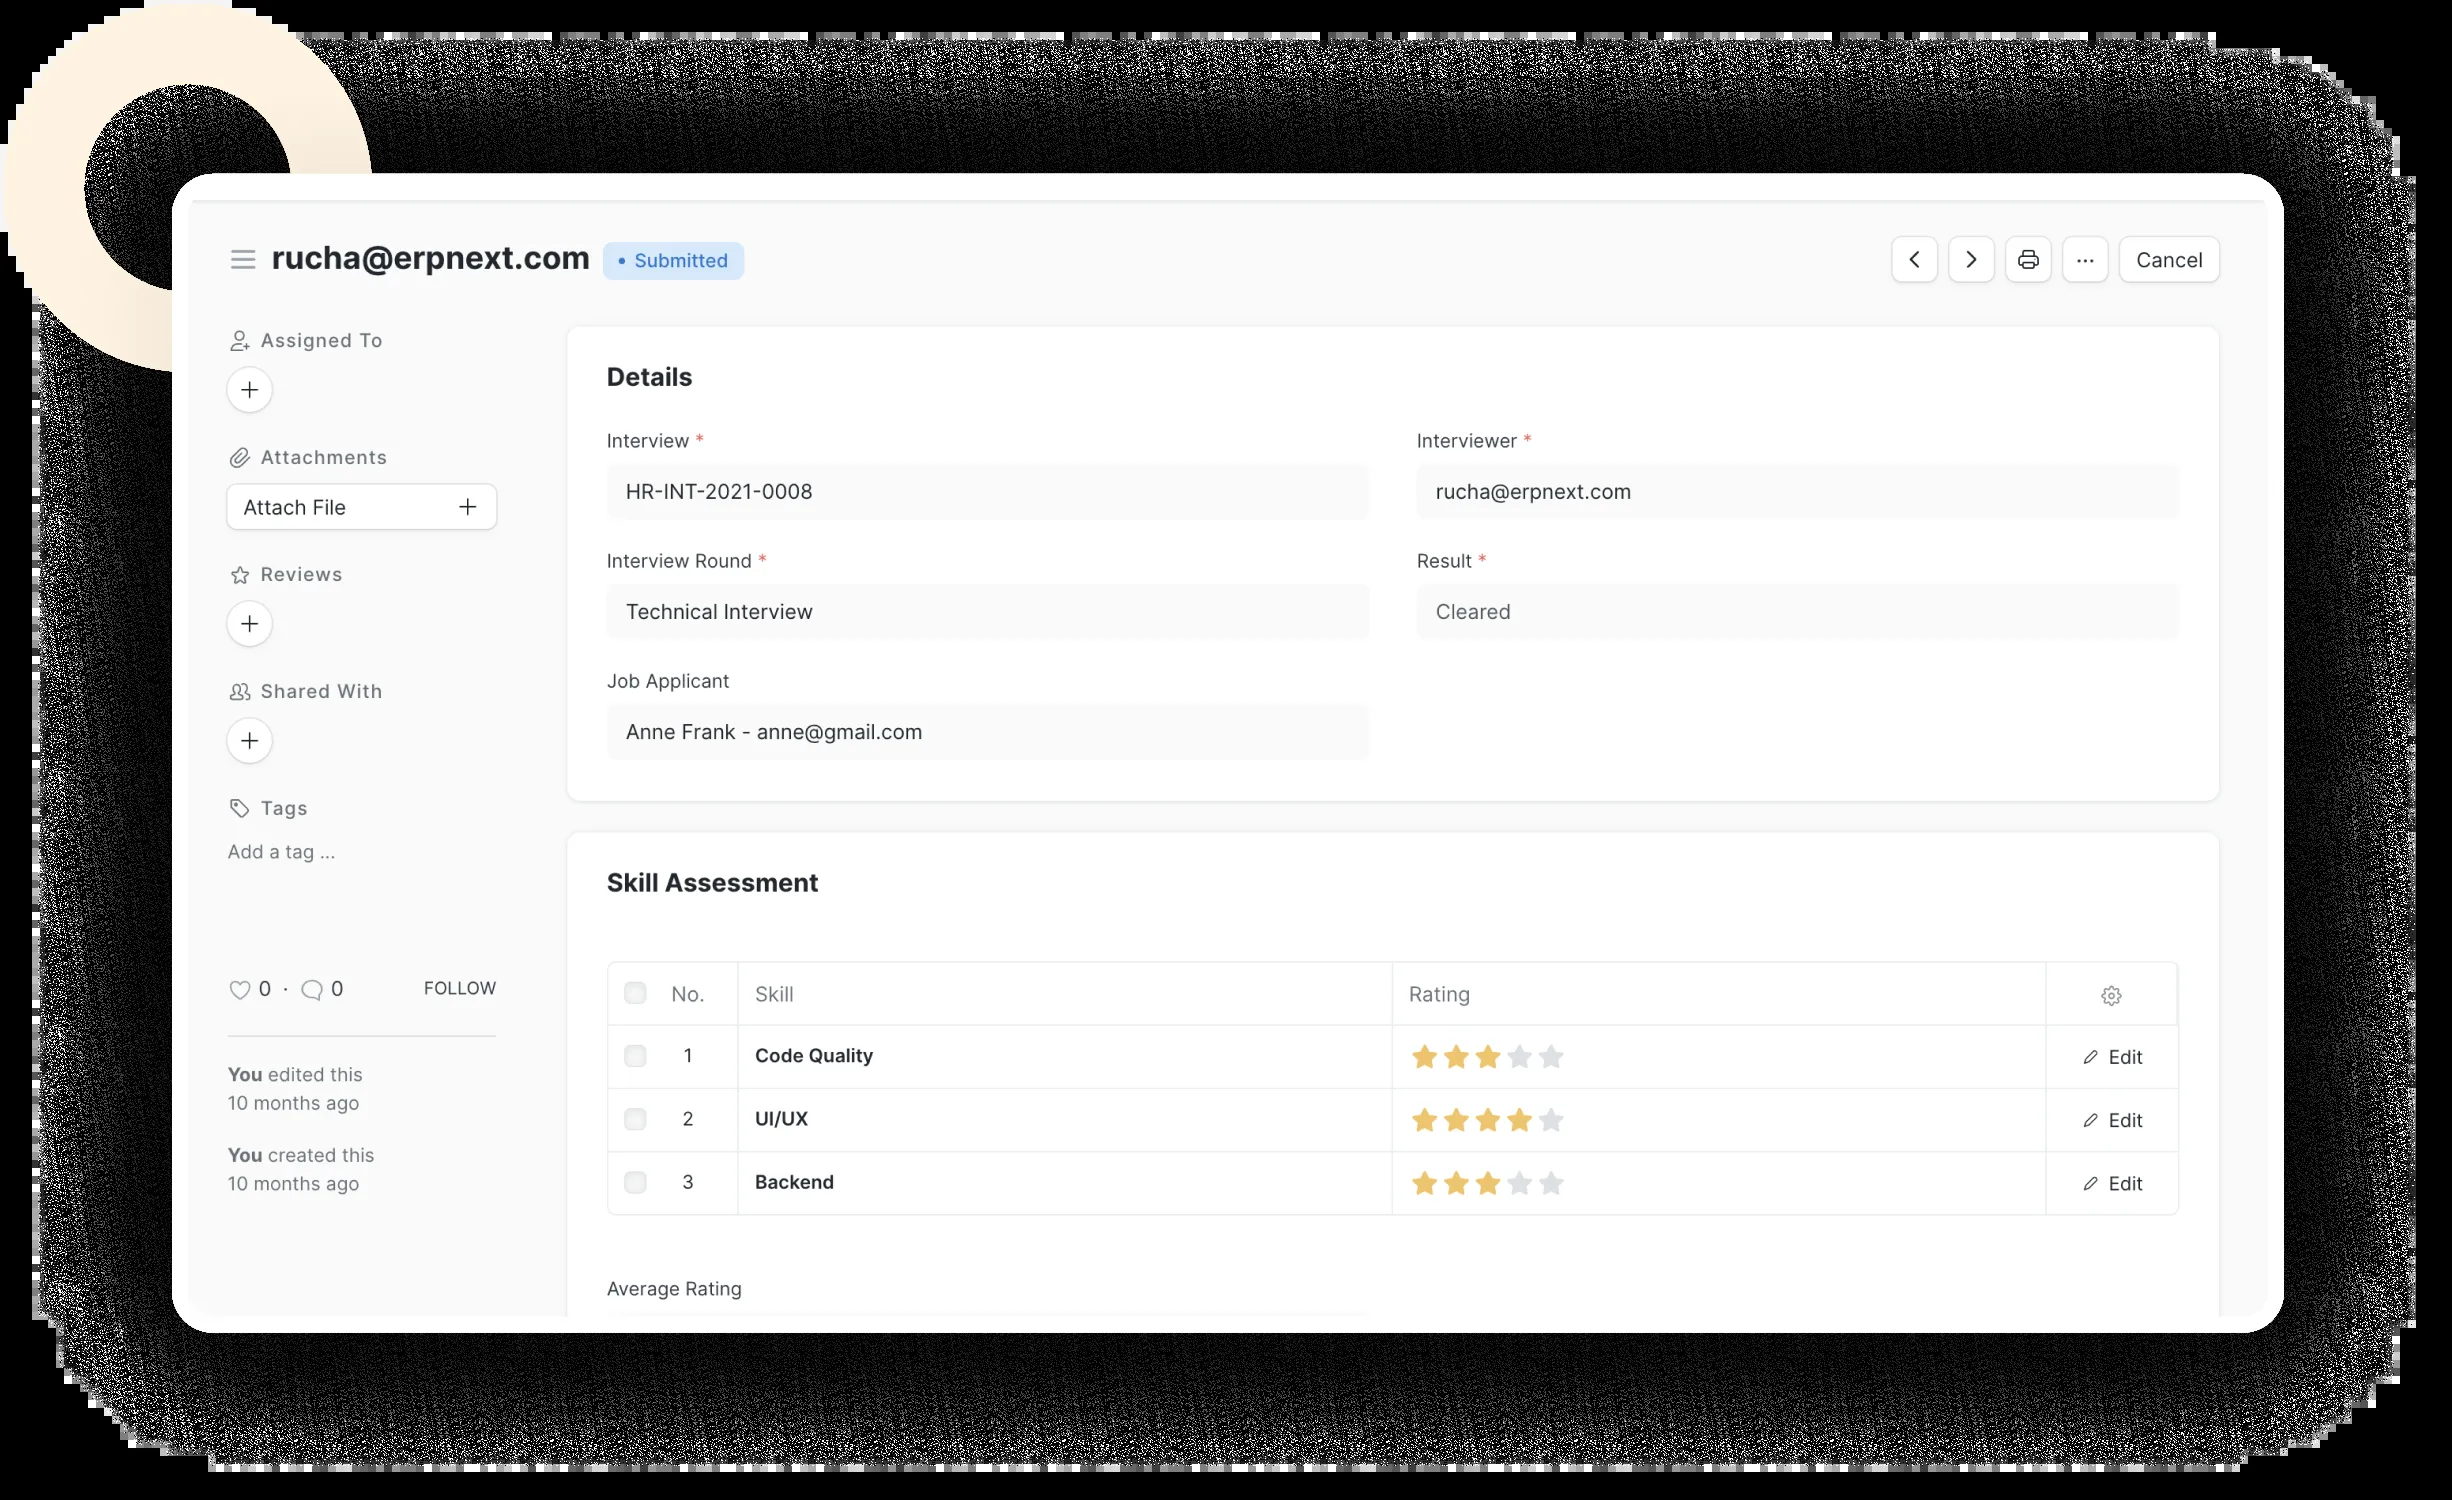 rucha@erpnext.com • Submitted
... Cancel
Assigned To
Attachments
Attach File
Reviews
Shared With
Tags
Add a tag ...
0 · 0 FOLLOW
You edited this
10 months ago
You created this
10 months ago
Details
Interview *
HR-INT-2021-0008
Interviewer *
rucha@erpnext.com
Interview Round *
Technical Interview
Result *
Cleared
Job Applicant
Anne Frank - anne@gmail.com
Skill Assessment
No. Skill Rating
1 Code Quality Edit
2 UI/UX Edit
3 Backend Edit
Average Rating